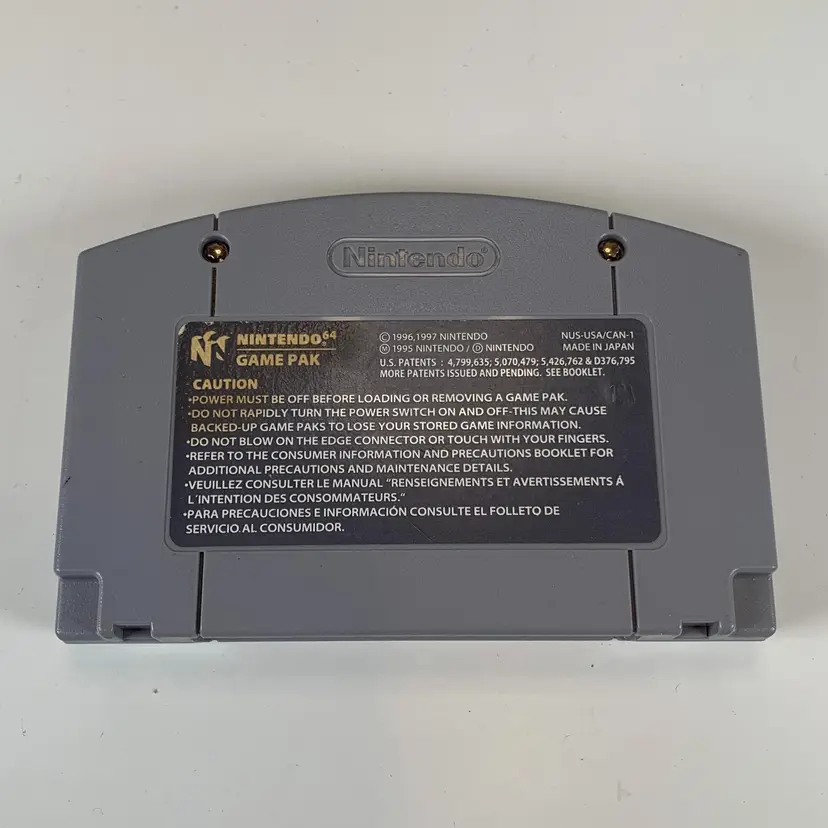 Nintendo®
NINTENDO 64®
GAME PAK
© 1996,1997 NINTENDO
Ⓜ 1995 NINTENDO / Ⓟ NINTENDO
NUS-USA/CAN-1
MADE IN JAPAN
U.S. PATENTS : 4,799,635; 5,070,479; 5,426,762 & D376,795
MORE PATENTS ISSUED AND PENDING. SEE BOOKLET.
CAUTION
•POWER MUST BE OFF BEFORE LOADING OR REMOVING A GAME PAK.
•DO NOT RAPIDLY TURN THE POWER SWITCH ON AND OFF-THIS MAY CAUSE
BACKED-UP GAME PAKS TO LOSE YOUR STORED GAME INFORMATION.
•DO NOT BLOW ON THE EDGE CONNECTOR OR TOUCH WITH YOUR FINGERS.
•REFER TO THE CONSUMER INFORMATION AND PRECAUTIONS BOOKLET FOR
ADDITIONAL PRECAUTIONS AND MAINTENANCE DETAILS.
•VEUILLEZ CONSULTER LE MANUAL "RENSEIGNEMENTS ET AVERTISSEMENTS Á
L'INTENTION DES CONSOMMATEURS."
•PARA PRECAUCIONES E INFORMACIÓN CONSULTE EL FOLLETO DE
SERVICIO AL CONSUMIDOR.